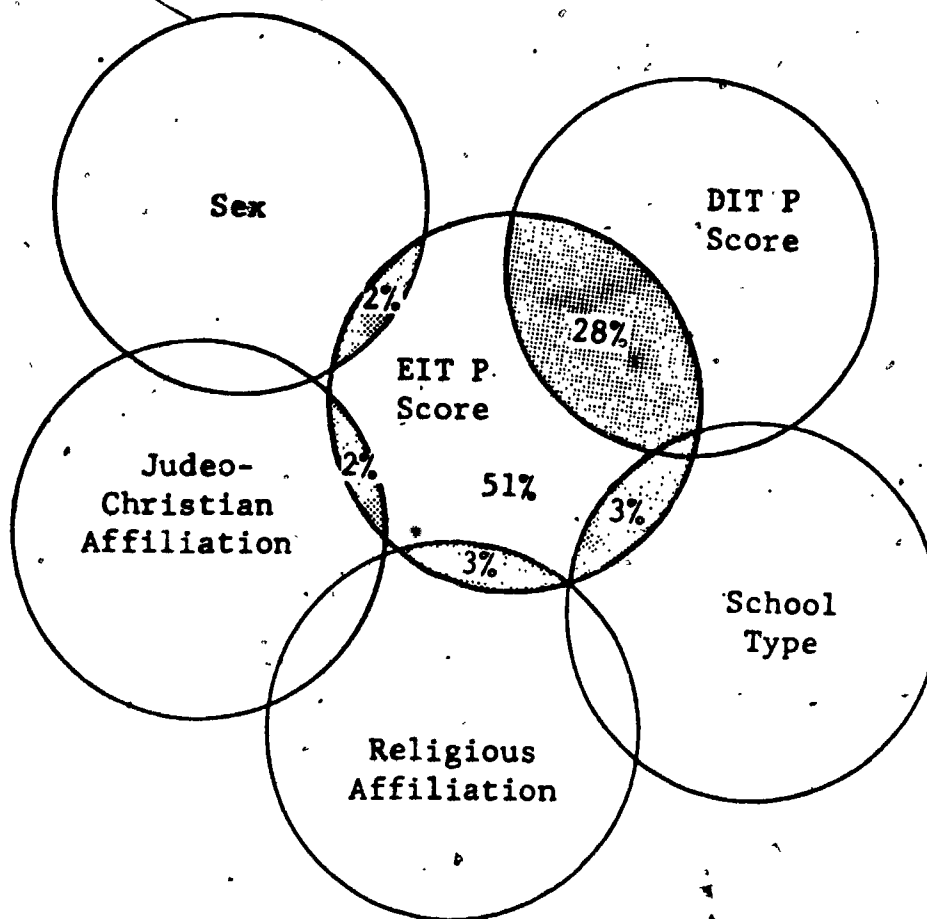 Sex
DIT P
Score
2%
28%
EIT P
Score
Judeo-
Christian
Affiliation
2%
51%
3%
3%
School
Type
Religious
Affiliation